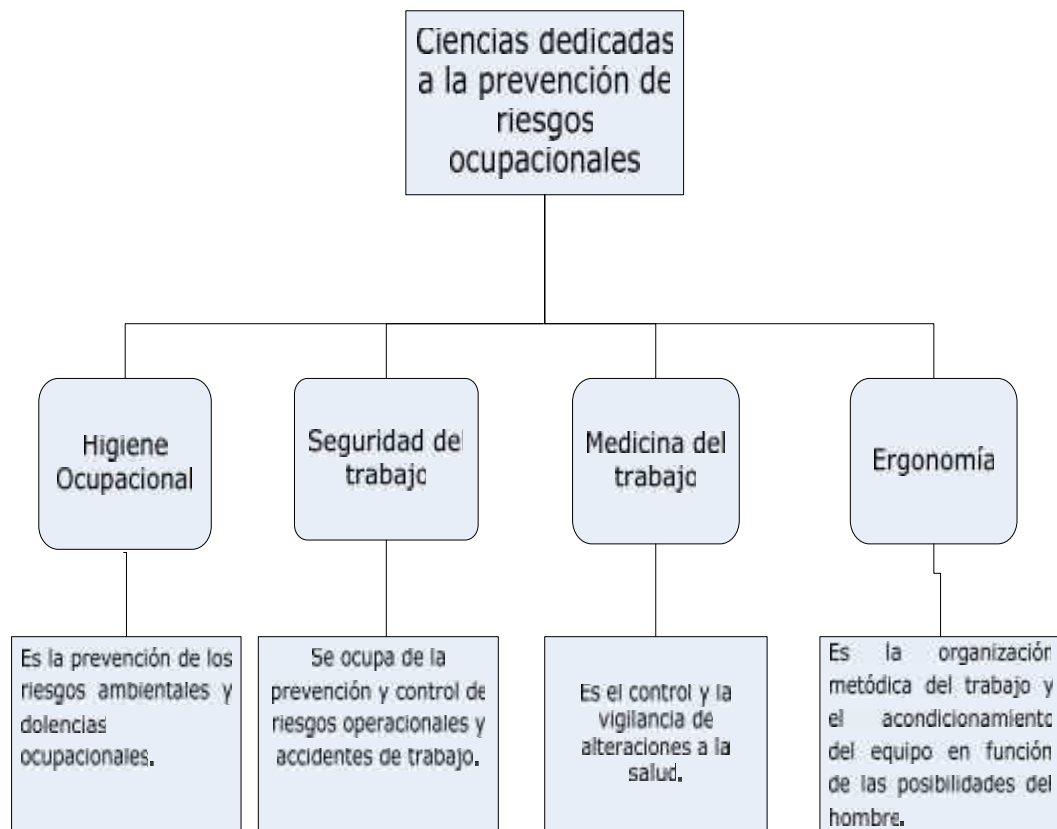 Ciencias dedicadas
a la prevención de
riesgos
ocupacionales
Higiene
Ocupacional
Seguridad del
trabajo
Medicina del
trabajo
Ergonomía
Es la prevención de los
riesgos ambientales y
dolencias
ocupacionales.
Se ocupa de la
prevención y control de
riesgos operacionales y
accidentes de trabajo.
Es el control y la
vigilancia de
alteraciones a la
salud.
Es la organización
metódica del trabajo y
el acondicionamiento
del equipo en función
de las posibilidades del
hombre.